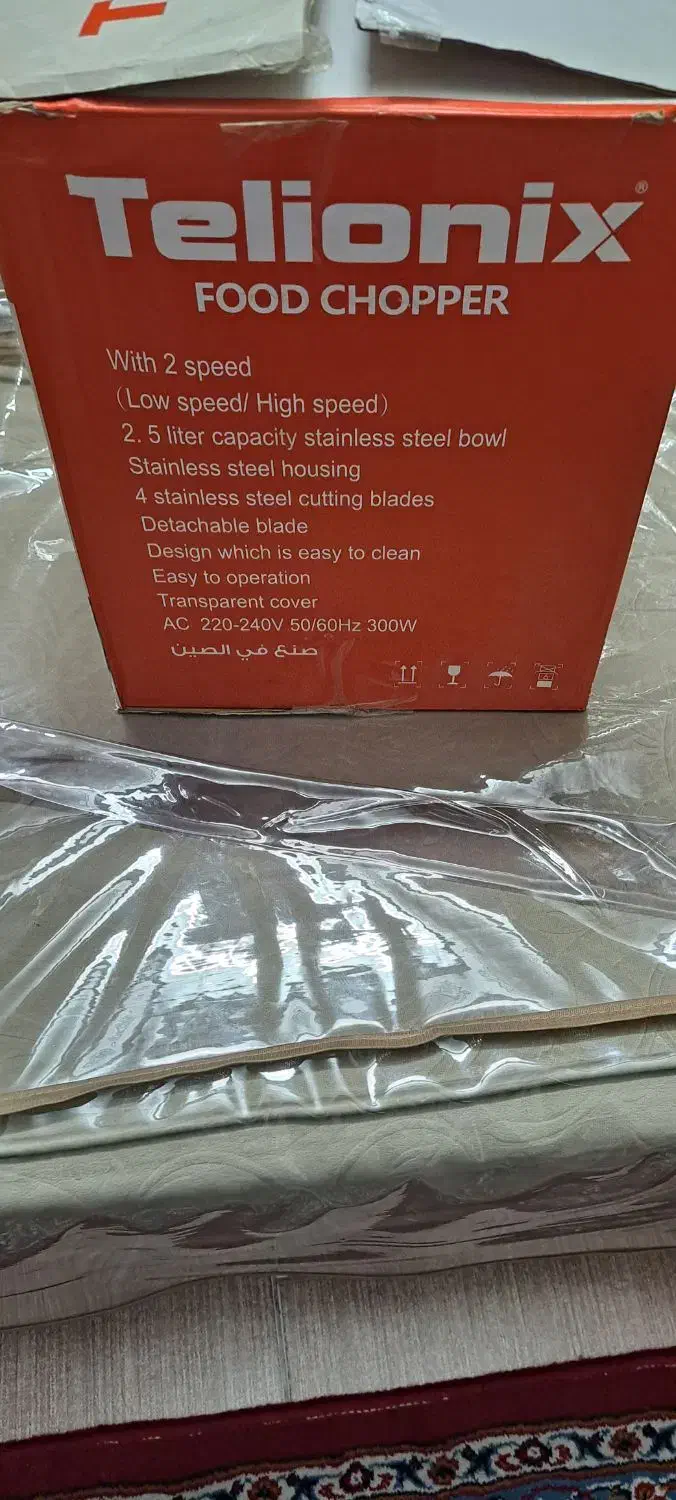 Telionix®
FOOD CHOPPER
With 2 speed
(Low speed/ High speed)
2. 5 liter capacity stainless steel bowl
Stainless steel housing
4 stainless steel cutting blades
Detachable blade
Design which is easy to clean
Easy to operation
Transparent cover
AC 220-240V 50/60Hz 300W
صنع في الصين